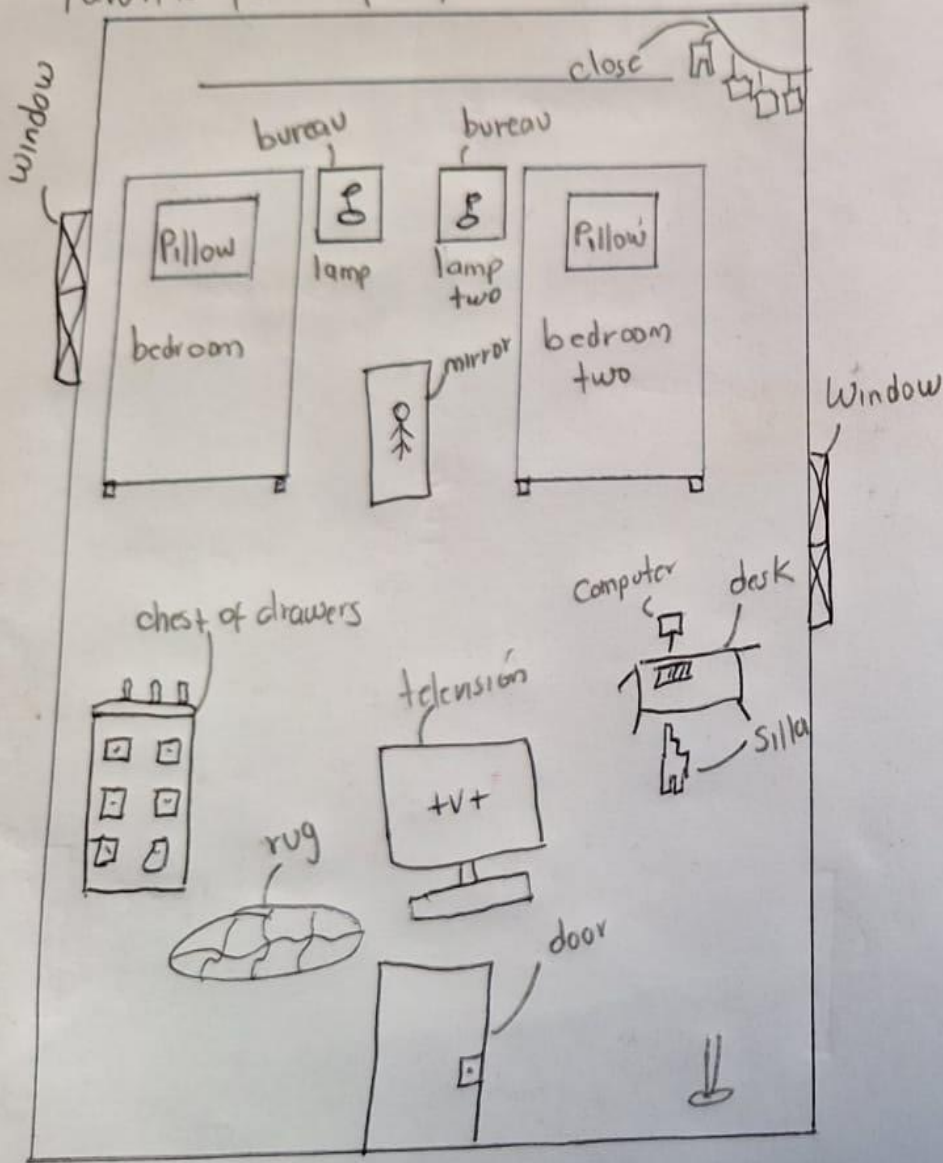 close
window
bureau
bureau
Pillow
lamp
lamp
two
Pillow
bedroom
mirror
bedroom
two
Window
chest of drawers
Computer
desk
telensión
Silla
+v+
rug
door